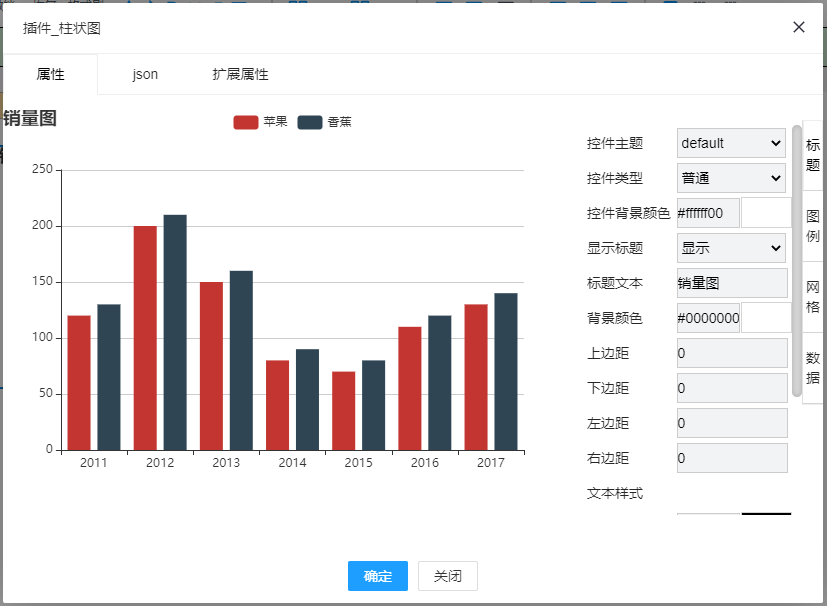 插件_柱状图
属性 json 扩展属性
销量图
苹果 香蕉
250
200
150
100
50
0
2011 2012 2013 2014 2015 2016 2017
控件主题 default
控件类型 普通
控件背景颜色 #ffffff00
显示标题 显示
标题文本 销量图
背景颜色 #0000000
上边距 0
下边距 0
左边距 0
右边距 0
文本样式
标题
图例
网格
数据
确定 关闭